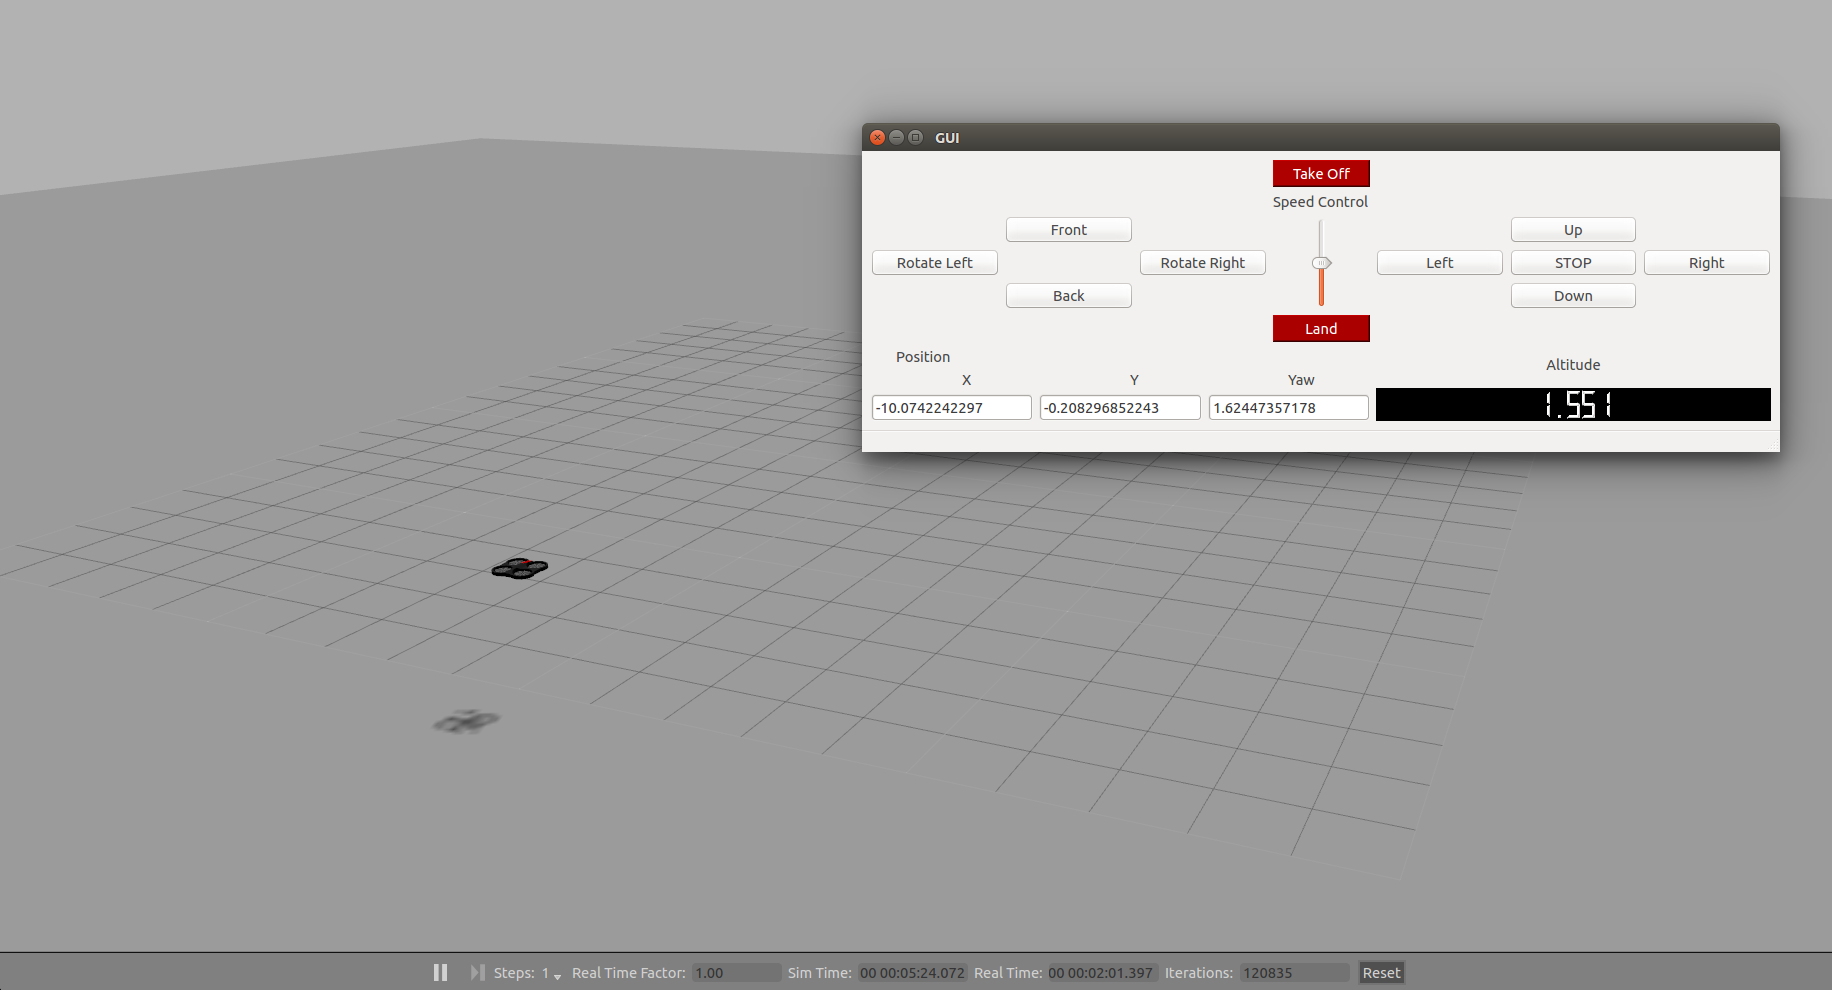 GUI
Take Off
Speed Control
Front
Up
Rotate Left
Rotate Right
Left
STOP
Right
Back
Down
Land
Position
Altitude
X
Y
Yaw
-10.0742242297
-0.208296852243
1.62447357178
1.551
Steps: 1 Real Time Factor: 1.00 Sim Time: 00 00:05:24.072 Real Time: 00 00:02:01.397 Iterations: 120835 Reset